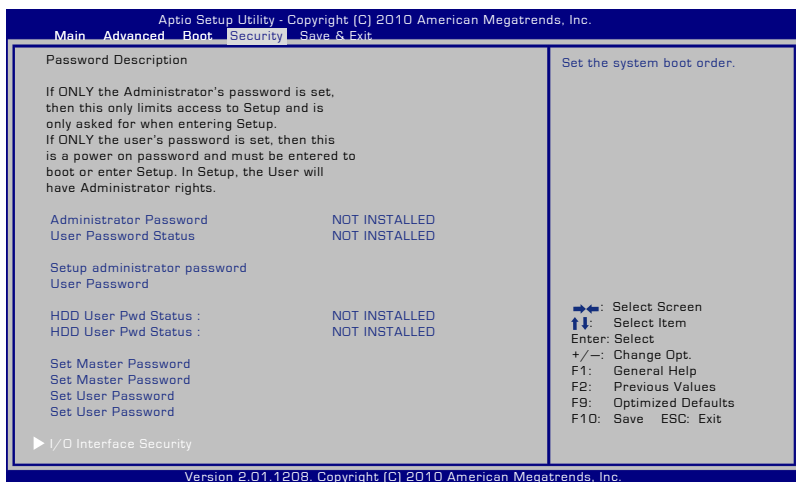 Aptio Setup Utility - Copyright (C) 2010 American Megatrends, Inc.
Main Advanced Boot Security Save & Exit
Password Description
If ONLY the Administrator's password is set,
then this only limits access to Setup and is
only asked for when entering Setup.
If ONLY the user's password is set, then this
is a power on password and must be entered to
boot or enter Setup. In Setup, the User will
have Administrator rights.
Administrator Password NOT INSTALLED
User Password Status NOT INSTALLED
Setup administrator password
User Password
HDD User Pwd Status : NOT INSTALLED
HDD User Pwd Status : NOT INSTALLED
Set Master Password
Set Master Password
Set User Password
Set User Password
I/O Interface Security
Set the system boot order.
→←: Select Screen
↑↓: Select Item
Enter: Select
+/—: Change Opt.
F1: General Help
F2: Previous Values
F9: Optimized Defaults
F10: Save ESC: Exit
Version 2.01.1208. Copyright (C) 2010 American Megatrends, Inc.